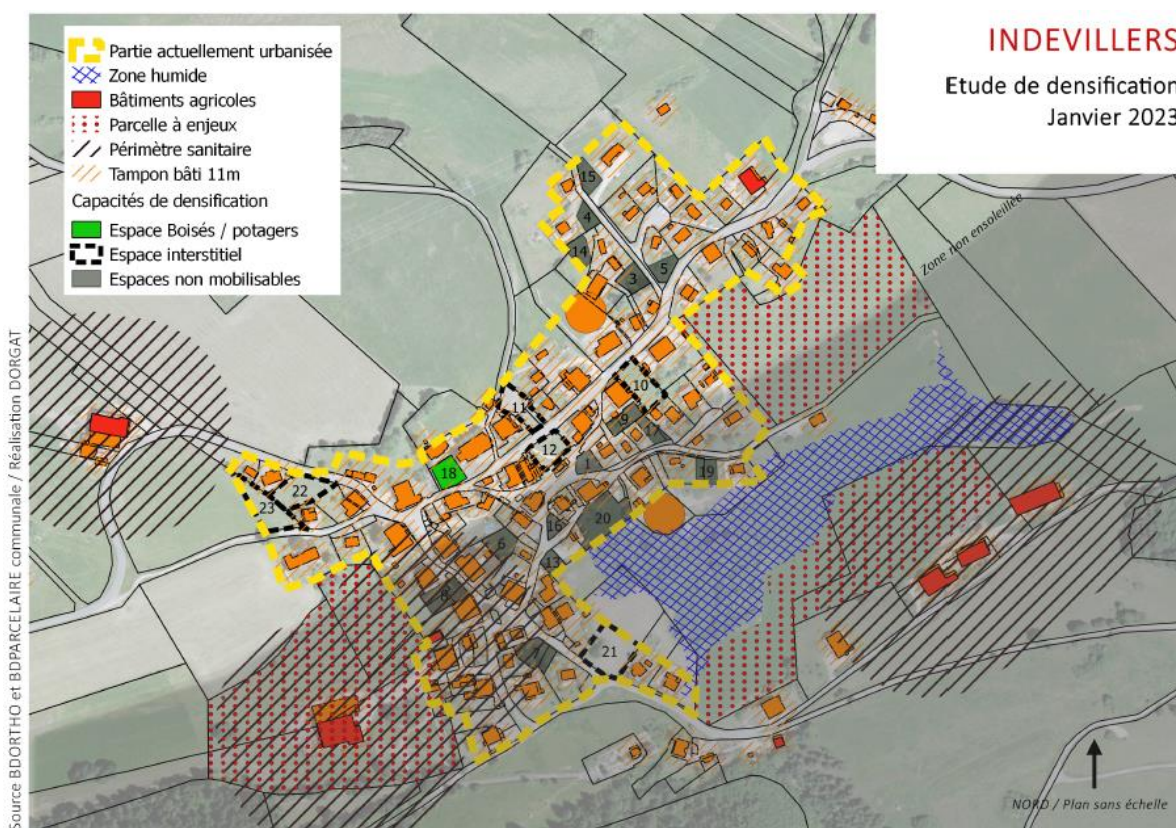 INDEVILLERS
Etude de densification
Janvier 2023
Partie actuellement urbanisée
Zone humide
Bâtiments agricoles
Parcelle à enjeux
Périmètre sanitaire
Tampon bâti 11m
Capacités de densification
Espace Boisés / potagers
Espace interstitiel
Espaces non mobilisables
Zone non ensoleillée
15
4
14
3
5
10
11
9
17
12
18
1
19
22
23
20
16
6
13
8
7
21
NORD / Plan sans échelle
Source BDORTHO et BDPARCELLAIRE communale / Réalisation DORGAT